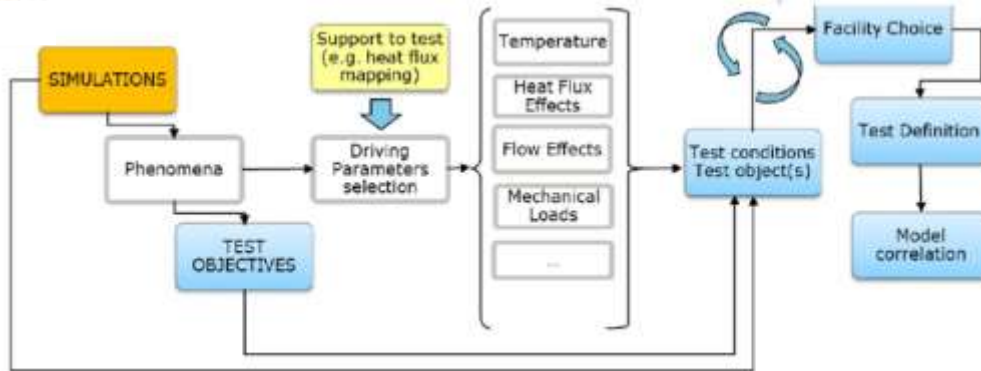 SIMULATIONS
Phenomena
TEST
OBJECTIVES
Support to test
(e.g. heat flux
mapping)
Driving
Parameters
selection
Temperature
Heat Flux
Effects
Flow Effects
Mechanical
Loads
...
Test conditions
Test object(s)
Facility Choice
Test Definition
Model
correlation